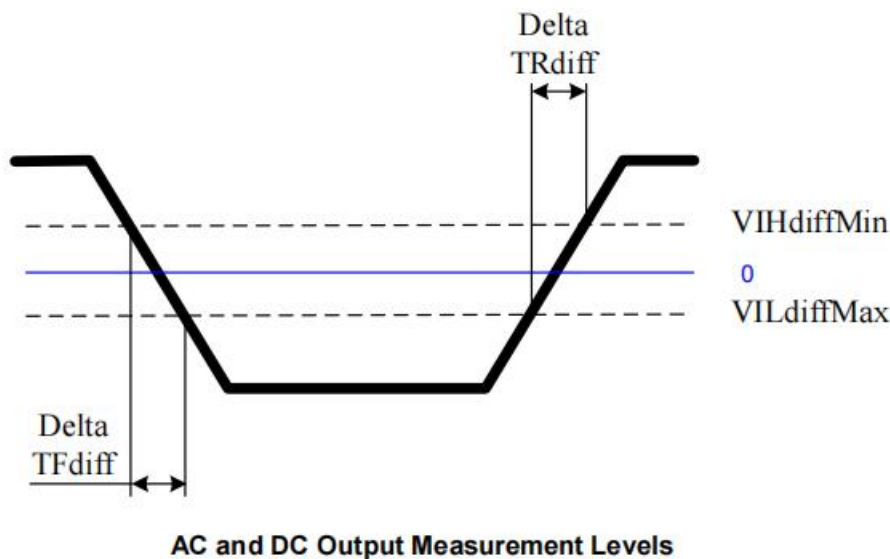 Delta
TRdiff
VIHdiffMin
0
VILdiffMax
Delta
TFdiff
AC and DC Output Measurement Levels